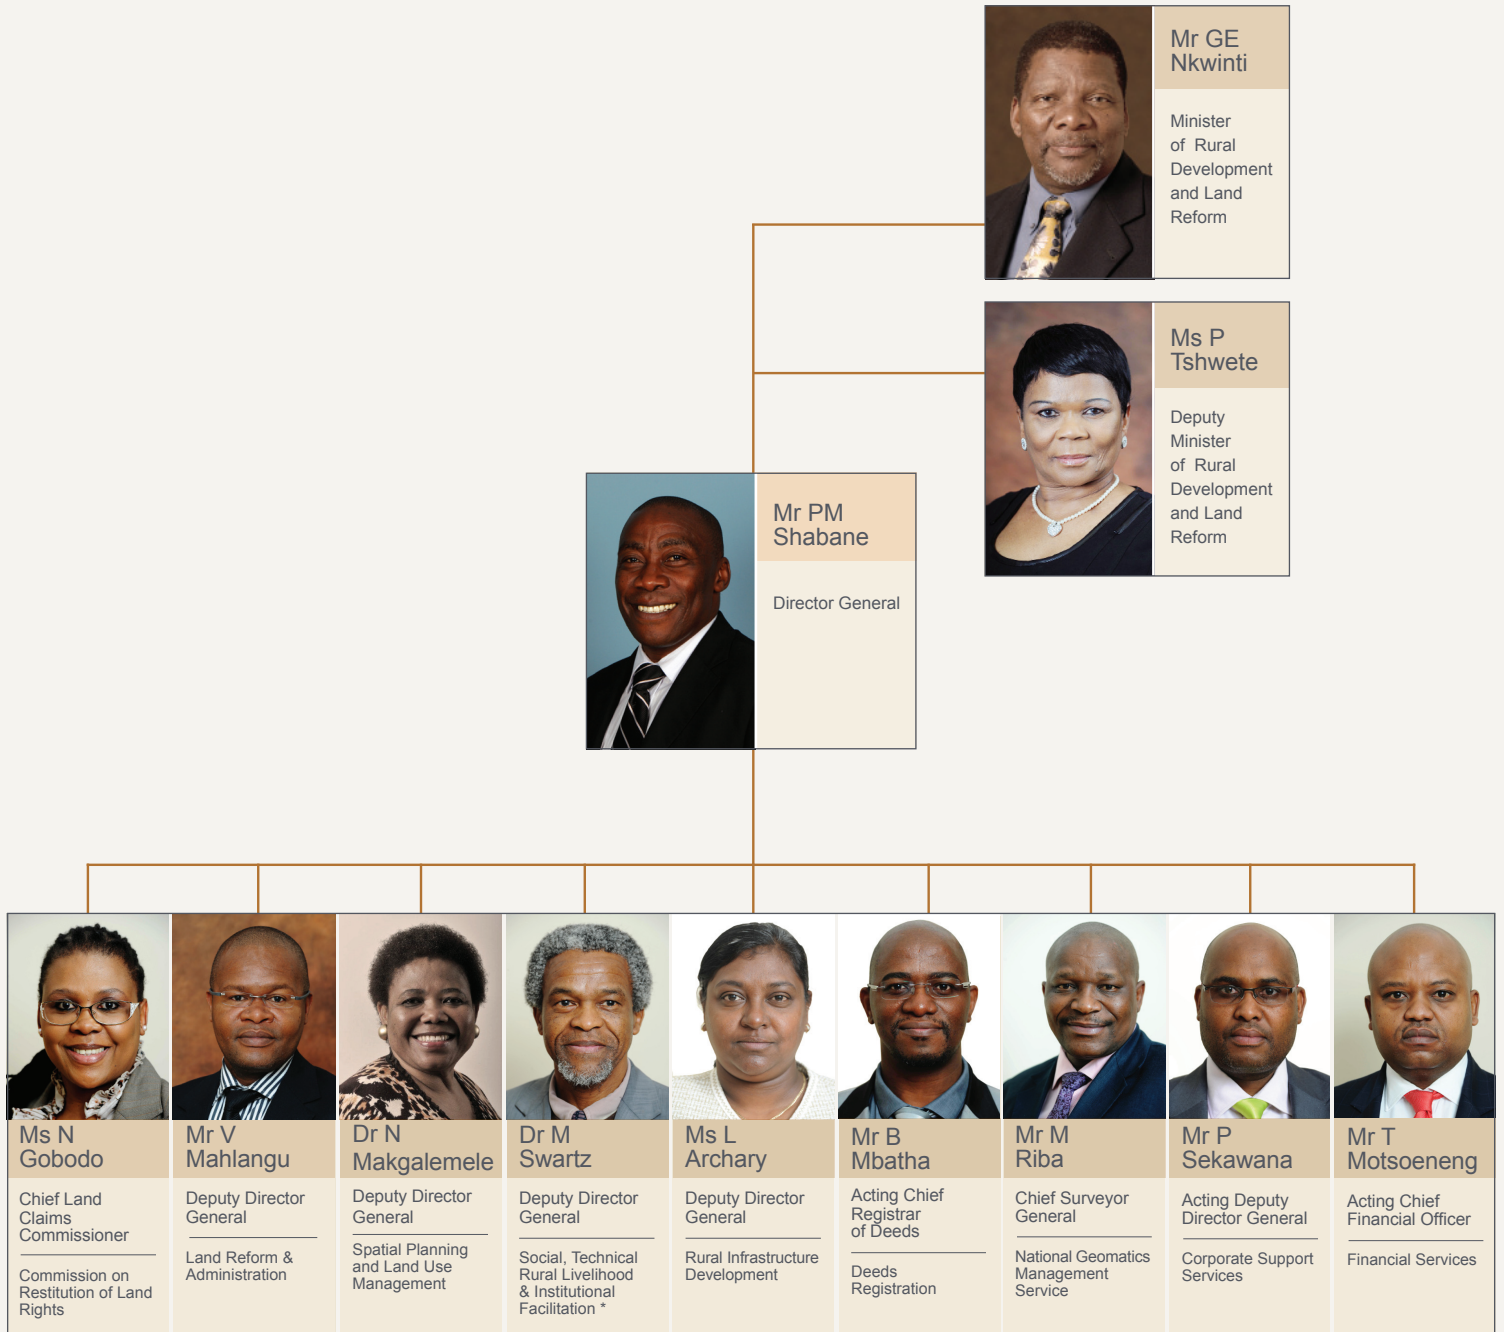 Mr GE
Nkwinti
Minister
of Rural
Development
and Land
Reform
Ms P
Tshwete
Deputy
Minister
of Rural
Development
and Land
Reform
Mr PM
Shabane
Director General
Ms N
Gobodo
Chief Land
Claims
Commissioner
Commission on
Restitution of Land
Rights
Mr V
Mahlangu
Deputy Director
General
Land Reform &
Administration
Dr N
Makgalemele
Deputy Director
General
Spatial Planning
and Land Use
Management
Dr M
Swartz
Deputy Director
General
Social, Technical
Rural Livelihood
& Institutional
Facilitation *
Ms L
Archary
Deputy Director
General
Rural Infrastructure
Development
Mr B
Mbatha
Acting Chief
Registrar
of Deeds
Deeds
Registration
Mr M
Riba
Chief Surveyor
General
National Geomatics
Management
Service
Mr P
Sekawana
Acting Deputy
Director General
Corporate Support
Services
Mr T
Motsoeneng
Acting Chief
Financial Officer
Financial Services